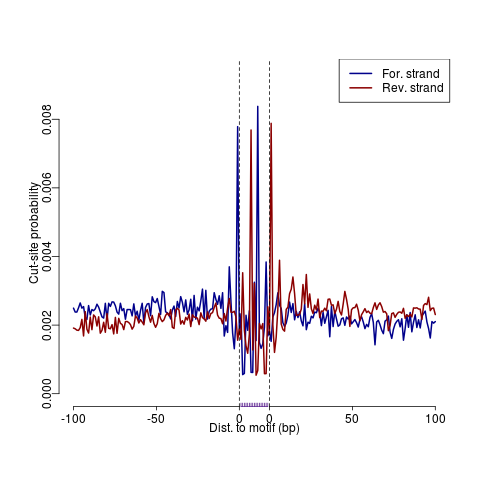 For. strand
Rev. strand
Cut-site probability
0.000 0.002 0.004 0.006 0.008
-100 -50 0 0 50 100
Dist. to motif (bp)